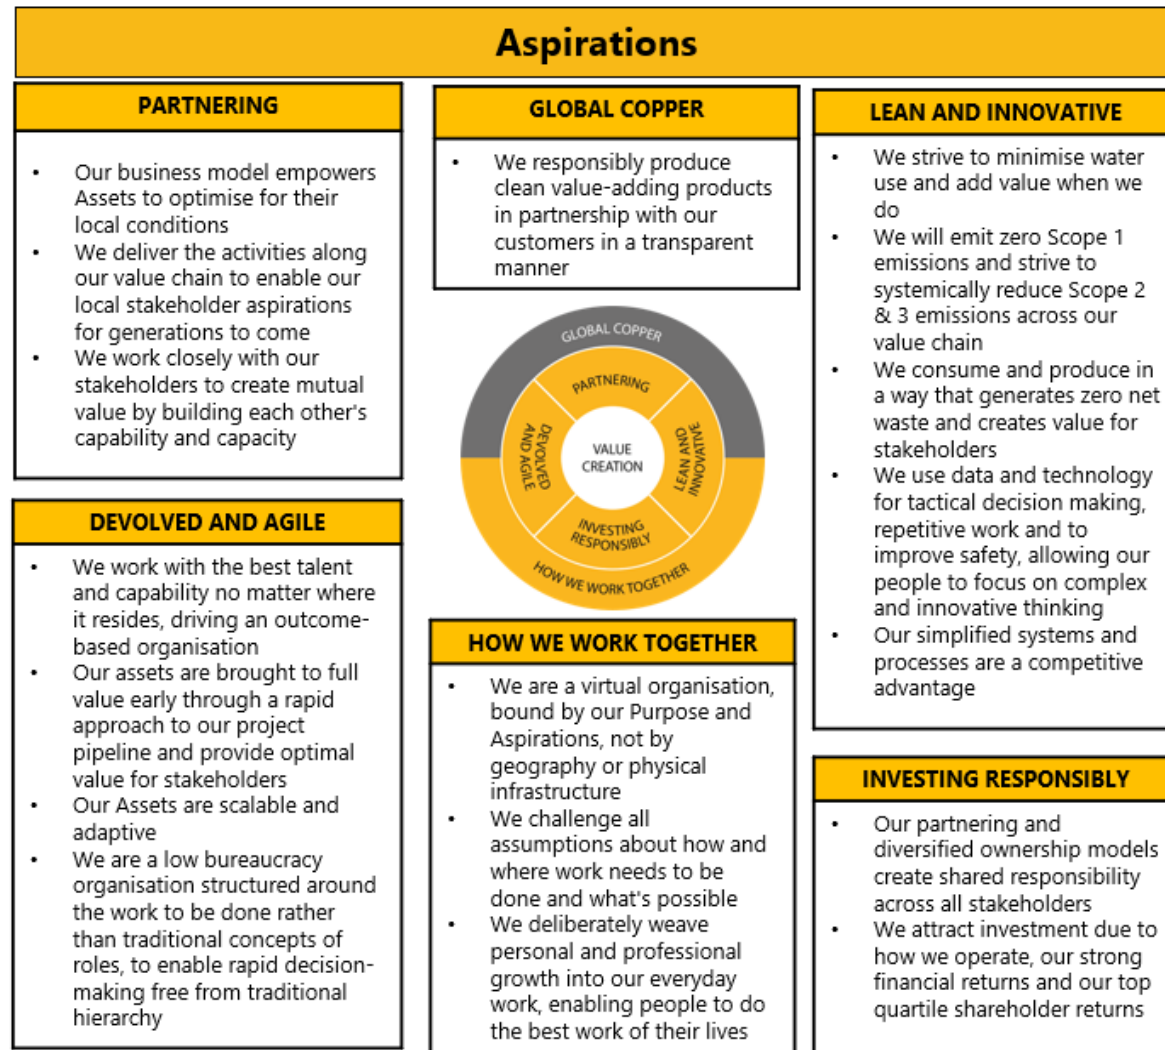 Aspirations
PARTNERING
• Our business model empowers
Assets to optimise for their
local conditions
• We deliver the activities along
our value chain to enable our
local stakeholder aspirations
for generations to come
• We work closely with our
stakeholders to create mutual
value by building each other's
capability and capacity
DEVOLVED AND AGILE
• We work with the best talent
and capability no matter where
it resides, driving an outcome-
based organisation
• Our assets are brought to full
value early through a rapid
approach to our project
pipeline and provide optimal
value for stakeholders
• Our Assets are scalable and
adaptive
• We are a low bureaucracy
organisation structured around
the work to be done rather
than traditional concepts of
roles, to enable rapid decision-
making free from traditional
hierarchy
GLOBAL COPPER
• We responsibly produce
clean value-adding products
in partnership with our
customers in a transparent
manner
GLOBAL COPPER
PARTNERING
DEVOLVED
AND AGILE
VALUE
CREATION
LEAN AND
INNOVATIVE
INVESTING
RESPONSIBLY
HOW WE WORK TOGETHER
HOW WE WORK TOGETHER
• We are a virtual organisation,
bound by our Purpose and
Aspirations, not by
geography or physical
infrastructure
• We challenge all
assumptions about how and
where work needs to be
done and what's possible
• We deliberately weave
personal and professional
growth into our everyday
work, enabling people to do
the best work of their lives
LEAN AND INNOVATIVE
• We strive to minimise water
use and add value when we
do
• We will emit zero Scope 1
emissions and strive to
systemically reduce Scope 2
& 3 emissions across our
value chain
• We consume and produce in
a way that generates zero net
waste and creates value for
stakeholders
• We use data and technology
for tactical decision making,
repetitive work and to
improve safety, allowing our
people to focus on complex
and innovative thinking
• Our simplified systems and
processes are a competitive
advantage
INVESTING RESPONSIBLY
• Our partnering and
diversified ownership models
create shared responsibility
across all stakeholders
• We attract investment due to
how we operate, our strong
financial returns and our top
quartile shareholder returns